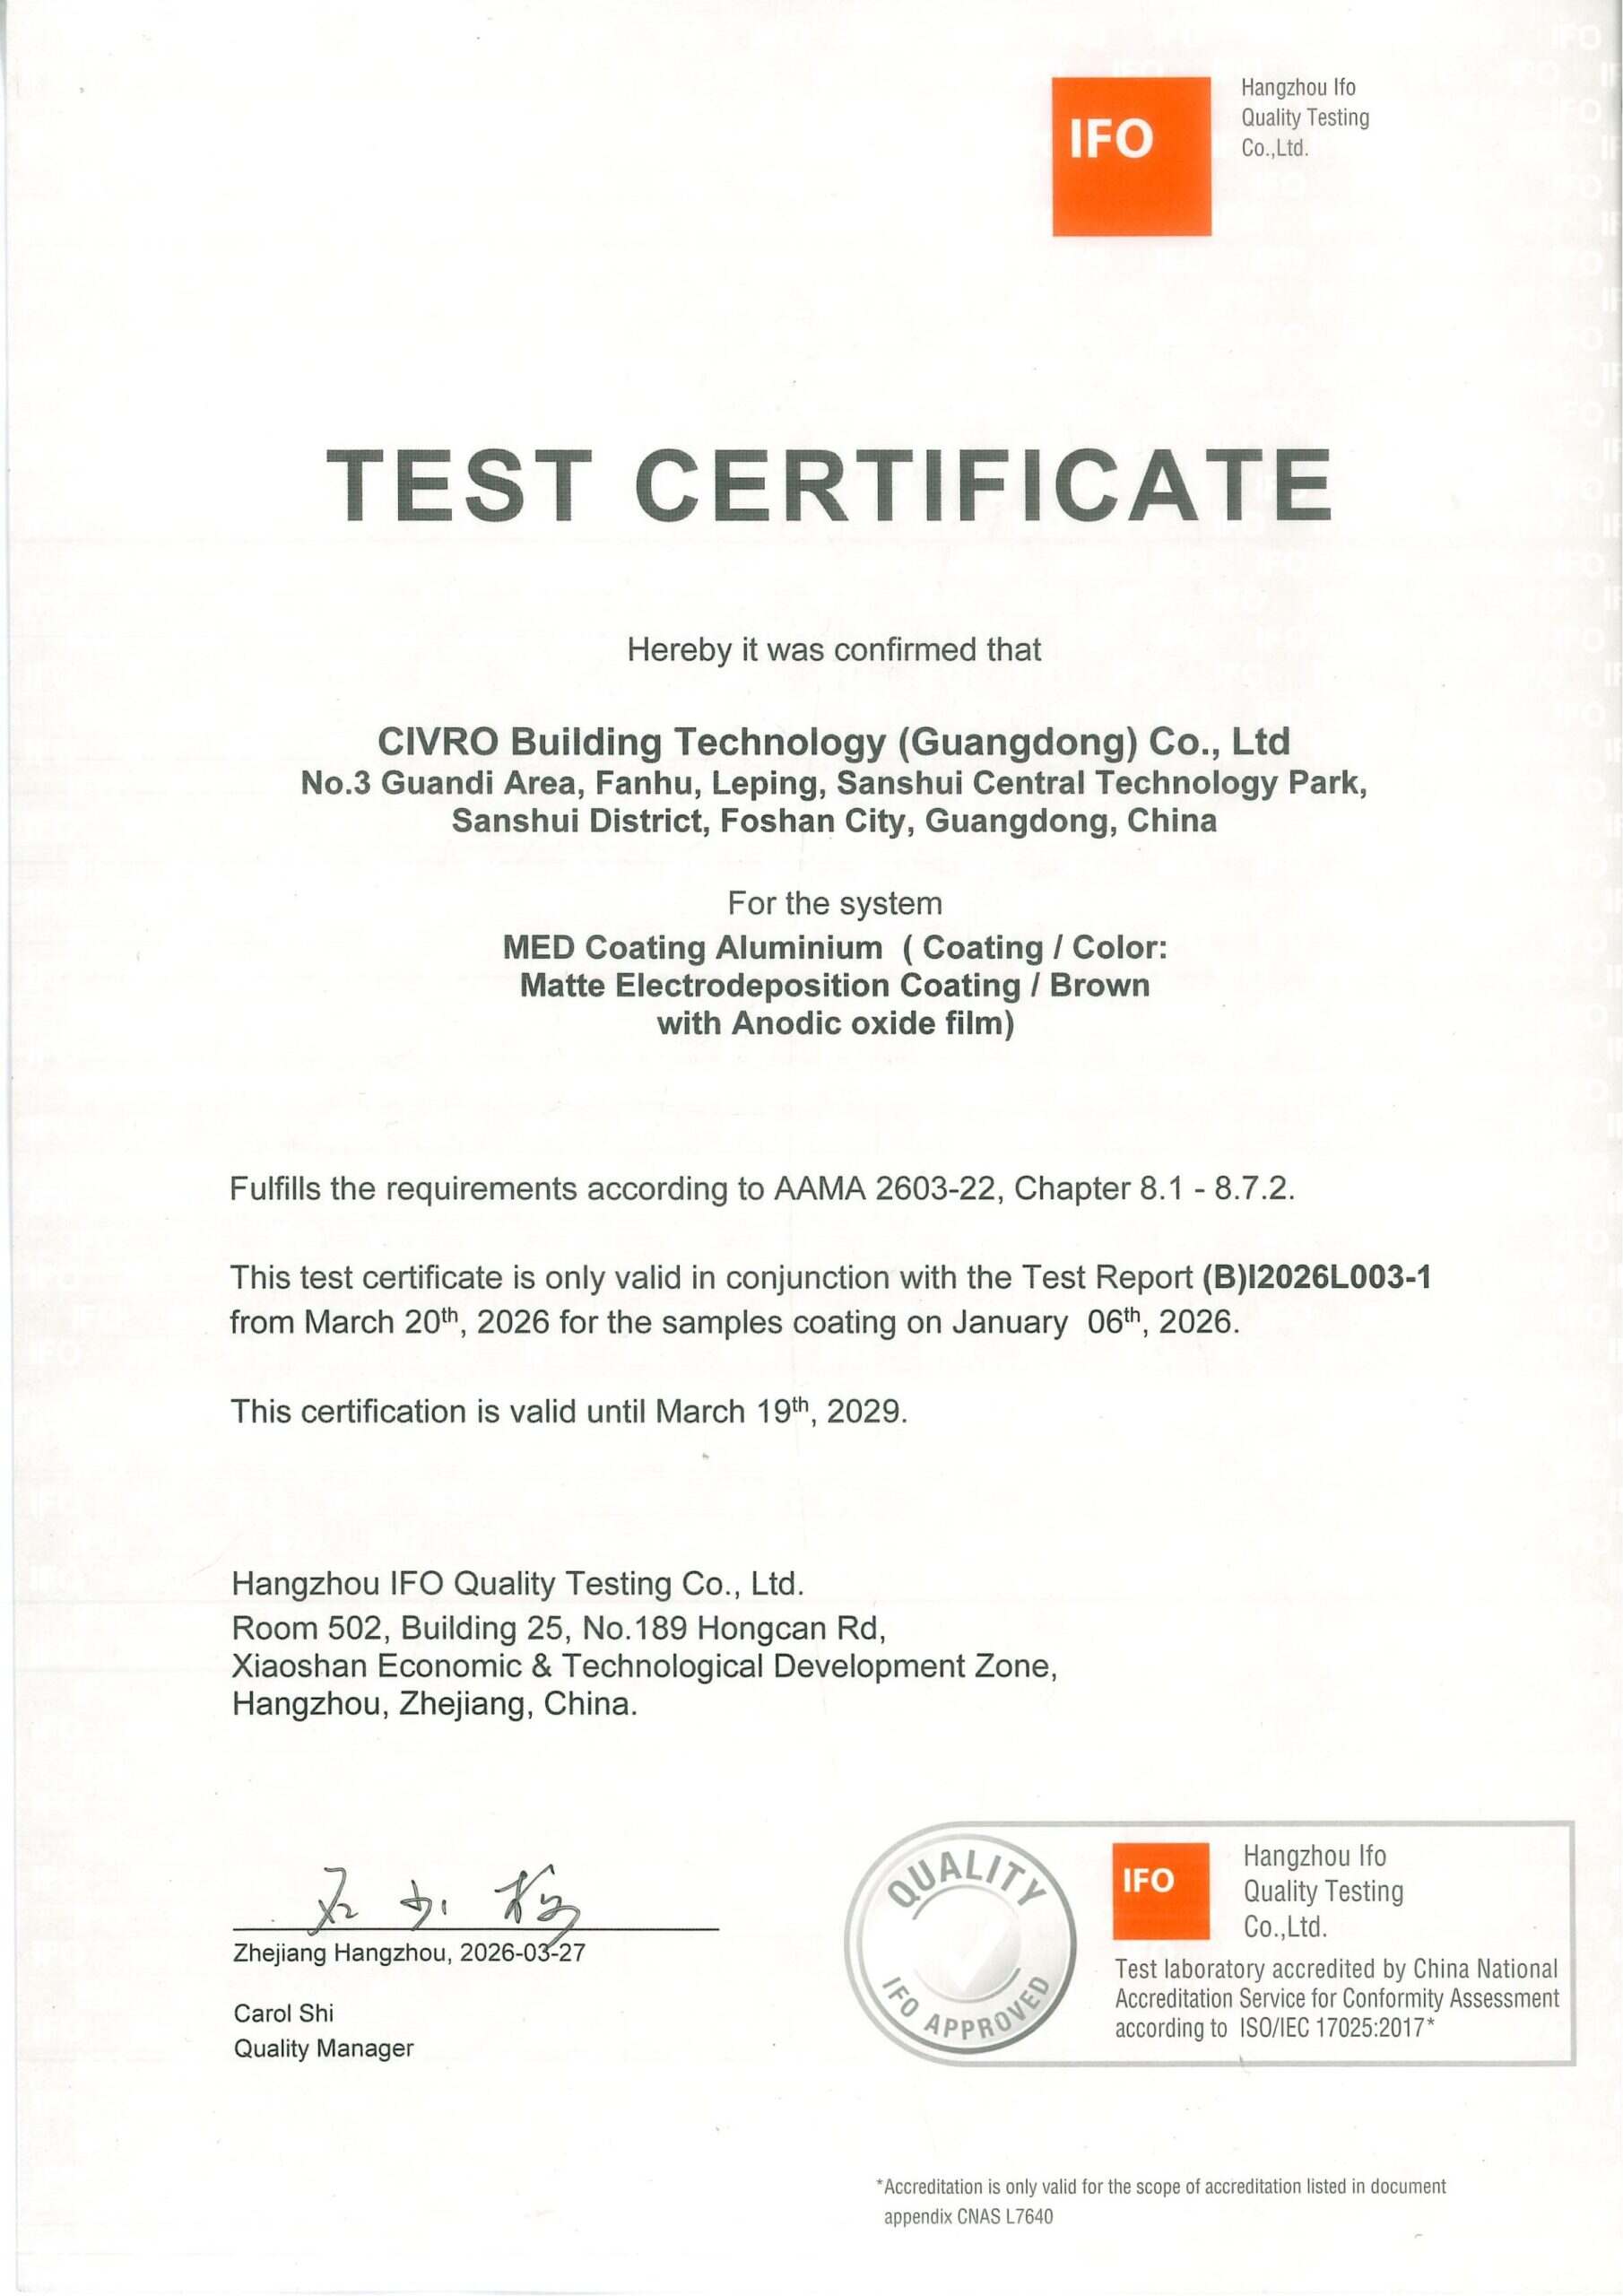 IFO
Hangzhou Ifo
Quality Testing
Co.,Ltd.
TEST CERTIFICATE
Hereby it was confirmed that
CIVRO Building Technology (Guangdong) Co., Ltd
No.3 Guandi Area, Fanhu, Leping, Sanshui Central Technology Park,
Sanshui District, Foshan City, Guangdong, China
For the system
MED Coating Aluminium ( Coating / Color:
Matte Electrodeposition Coating / Brown
with Anodic oxide film)
Fulfills the requirements according to AAMA 2603-22, Chapter 8.1 - 8.7.2.
This test certificate is only valid in conjunction with the Test Report (B)I2026L003-1
from March 20th, 2026 for the samples coating on January 06th, 2026.
This certification is valid until March 19th, 2029.
Hangzhou IFO Quality Testing Co., Ltd.
Room 502, Building 25, No.189 Hongcan Rd,
Xiaoshan Economic & Technological Development Zone,
Hangzhou, Zhejiang, China.
Zhejiang Hangzhou, 2026-03-27
Carol Shi
Quality Manager
QUALITY
IFO APPROVED
IFO
Hangzhou Ifo
Quality Testing
Co.,Ltd.
Test laboratory accredited by China National
Accreditation Service for Conformity Assessment
according to ISO/IEC 17025:2017*
*Accreditation is only valid for the scope of accreditation listed in document
appendix CNAS L7640